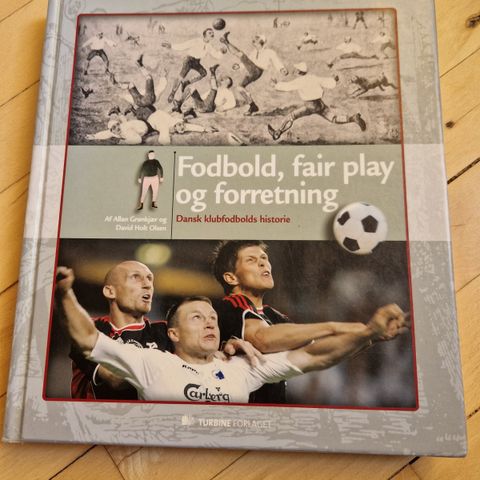 Fodbold, fair play
og forretning
Dansk klubfodbolds historie
Af Allan Grønkjær og
David Holt Olsen
Carlsberg
TURBINE FORLAGET